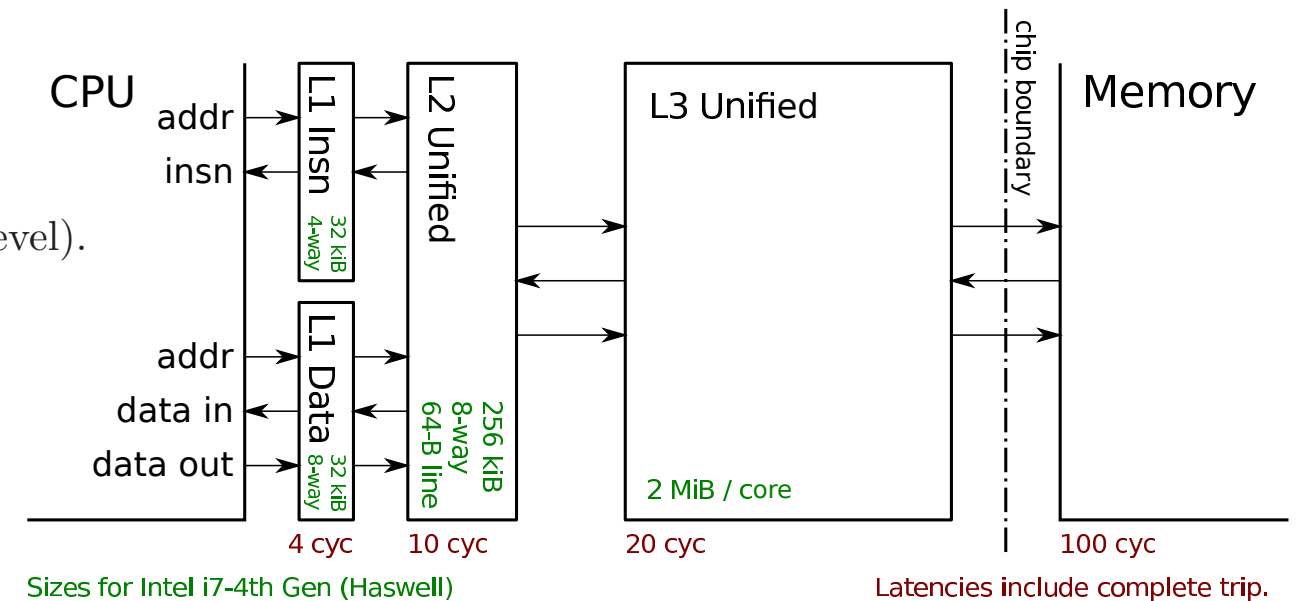 CPU
addr
insn
evel).
addr
data in
data out
L1 Insn
32 kiB
4-way
L1 Data
32 kiB
8-way
L2 Unified
256 kiB
8-way
64-B line
L3 Unified
2 MiB / core
chip boundary
Memory
4 cyc
10 cyc
20 cyc
100 cyc
Sizes for Intel i7-4th Gen (Haswell)
Latencies include complete trip.